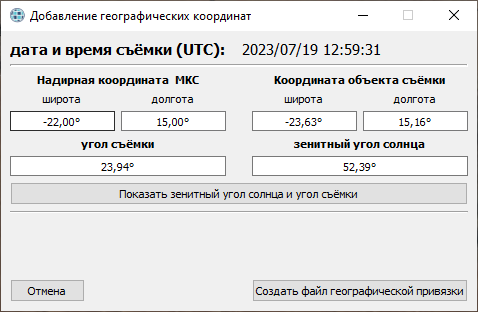 Добавление географических координат
дата и время съёмки (UTC): 2023/07/19 12:59:31
Надирная координата МКС Координата объекта съёмки
широта долгота широта долгота
-22,00° 15,00° -23,63° 15,16°
угол съёмки зенитный угол солнца
23,94° 52,39°
Показать зенитный угол солнца и угол съёмки
Отмена Создать файл географической привязки